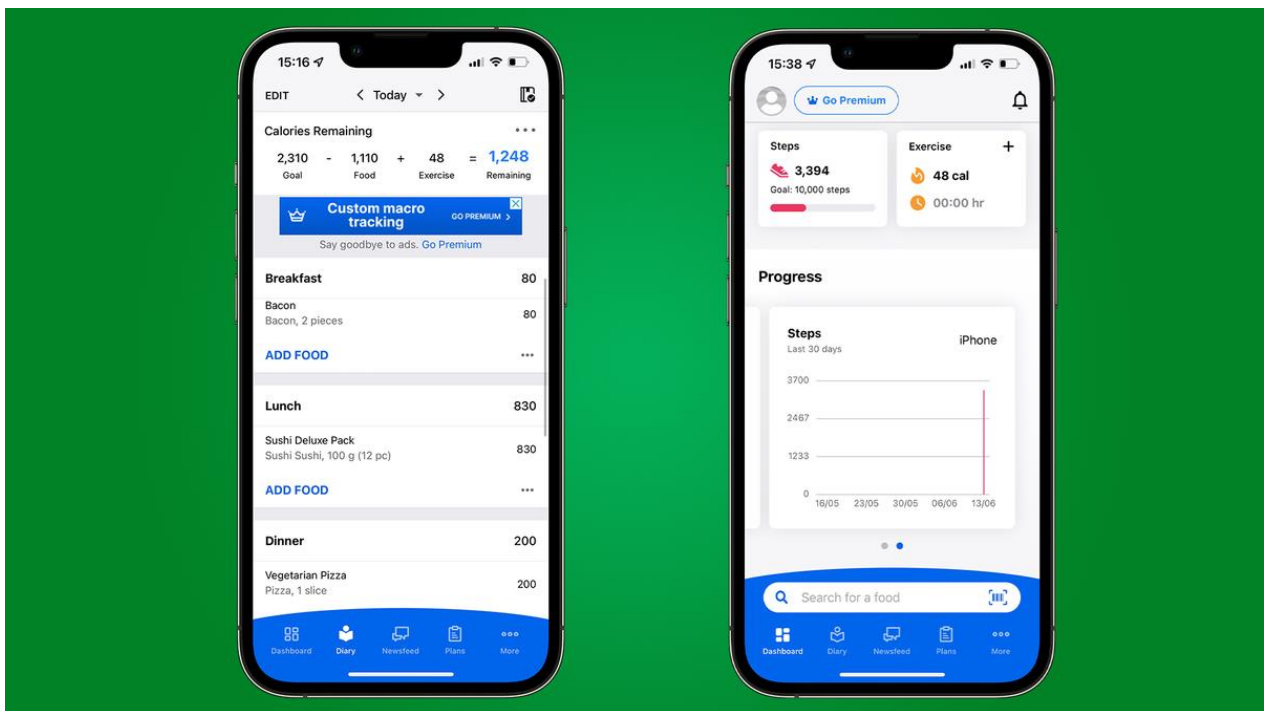 15:16
EDIT
Today
Calories Remaining
2,310 - 1,110 + 48 = 1,248
Goal Food Exercise Remaining
Custom macro
tracking
GO PREMIUM >
Say goodbye to ads. Go Premium
Breakfast 80
Bacon
Bacon, 2 pieces
80
ADD FOOD
Lunch 830
Sushi Deluxe Pack
Sushi Sushi, 100 g (12 pc)
830
ADD FOOD
Dinner 200
Vegetarian Pizza
Pizza, 1 slice
200
Dashboard Diary Newsfeed Plans More
15:38
Go Premium
Steps
3,394
Goal: 10,000 steps
Exercise +
48 cal
00:00 hr
Progress
Steps
Last 30 days
iPhone
3700
2467
1233
0
16/05 23/05 30/05 06/06 13/06
Search for a food
Dashboard Diary Newsfeed Plans More